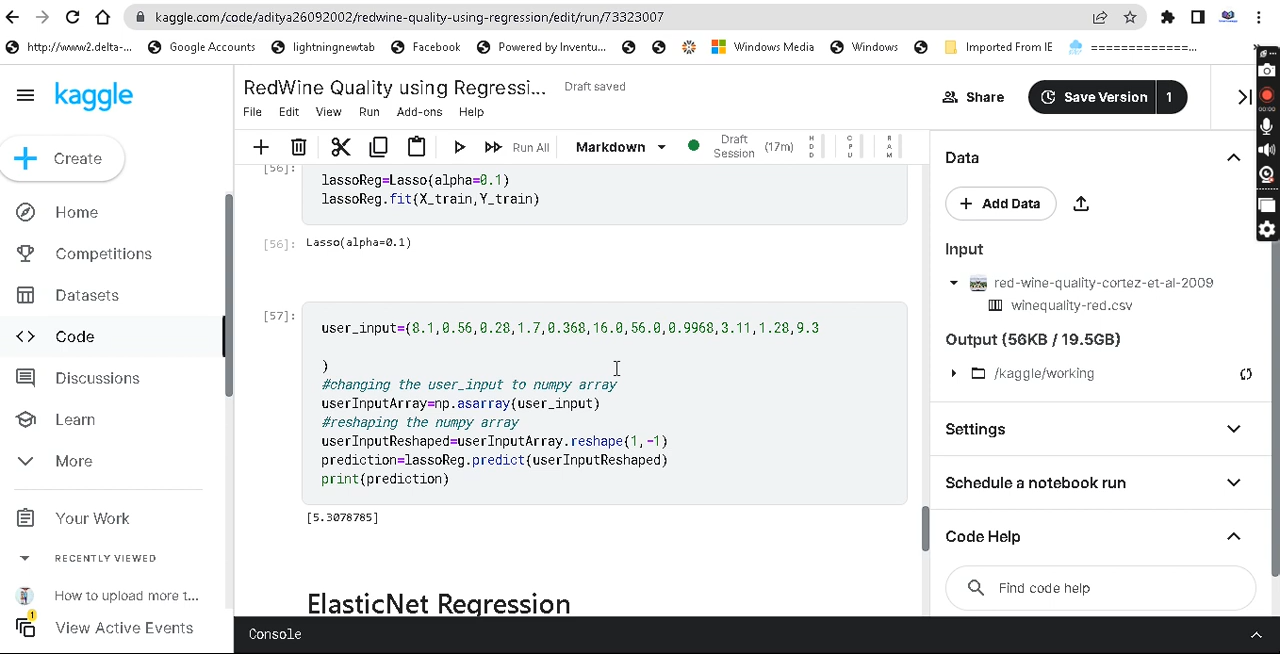 kaggle.com/code/aditya26092002/redwine-quality-using-regression/edit/run/73323007
http://www2.delta-... Google Accounts lightningnewtab Facebook Powered by Inventu... Windows Media Windows Imported From IE =============...
kaggle
RedWine Quality using Regressi... Draft saved
File Edit View Run Add-ons Help
Share
Save Version 1
Create
Home
Competitions
Datasets
Code
Discussions
Learn
More
Your Work
RECENTLY VIEWED
How to upload more t...
1
View Active Events
Run All Markdown Draft Session (17m) HDD CPU RAM
[56]:
lassoReg=Lasso(alpha=0.1)
lassoReg.fit(X_train,Y_train)
[56]: Lasso(alpha=0.1)
[57]:
user_input=(8.1,0.56,0.28,1.7,0.368,16.0,56.0,0.9968,3.11,1.28,9.3
)
#changing the user_input to numpy array
userInputArray=np.asarray(user_input)
#reshaping the numpy array
userInputReshaped=userInputArray.reshape(1,-1)
prediction=lassoReg.predict(userInputReshaped)
print(prediction)
[5.3078785]
ElasticNet Regression
Console
Data
Add Data
Input
red-wine-quality-cortez-et-al-2009
winequality-red.csv
Output (56KB / 19.5GB)
/kaggle/working
Settings
Schedule a notebook run
Code Help
Find code help
00:00